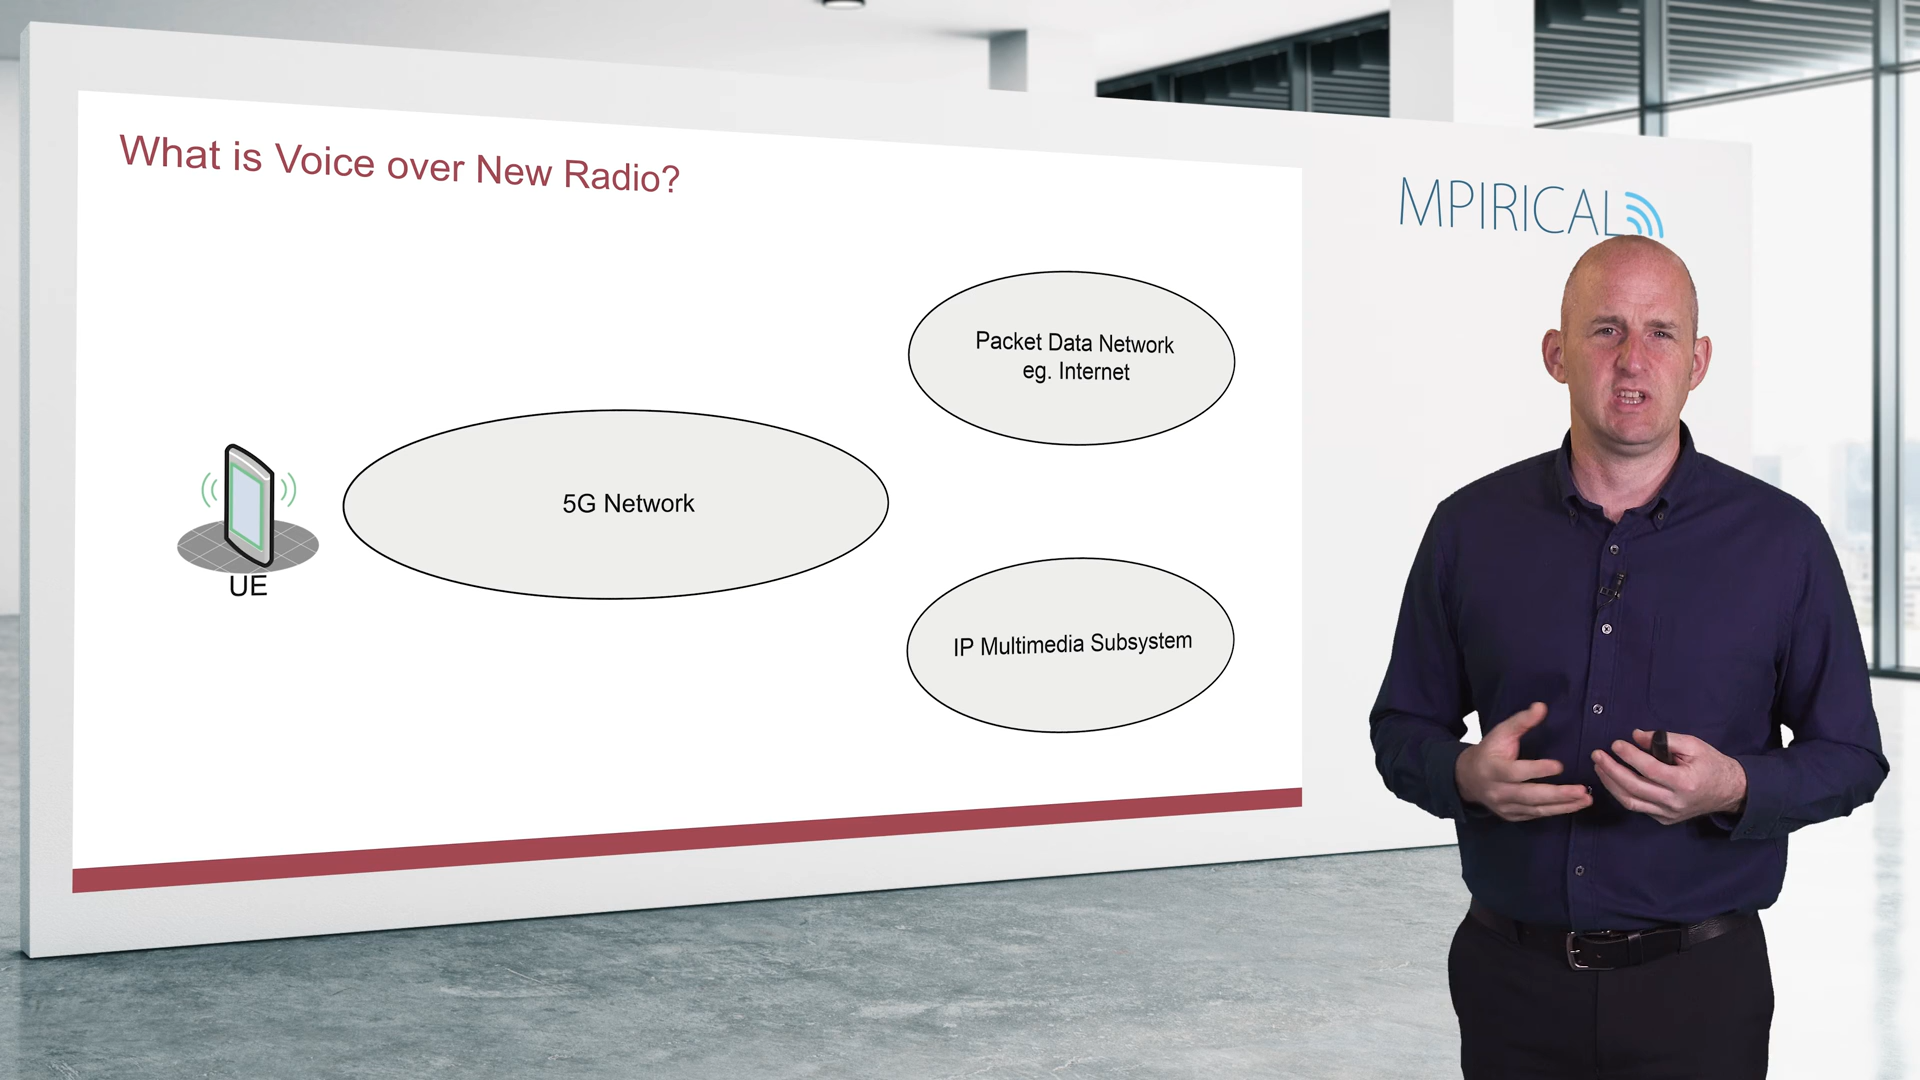 What is Voice over New Radio?
MPIRICAL
Packet Data Network
eg. Internet
5G Network
UE
IP Multimedia Subsystem